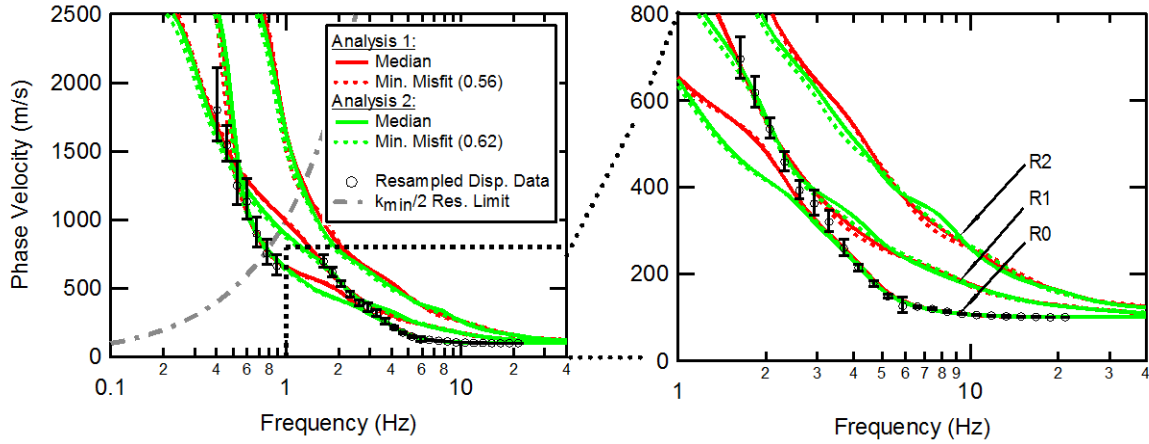 2500
2000
1500
1000
500
0
Phase Velocity (m/s)
0.1
2
4
6
8
1
2
4
6
8
10
2
4
Frequency (Hz)
Analysis 1:
Median
Min. Misfit (0.56)
Analysis 2:
Median
Min. Misfit (0.62)
Resampled Disp. Data
kmin/2 Res. Limit
800
600
400
200
0
1
2
3
4
5
6
7
8
9
10
2
3
4
Frequency (Hz)
R2
R1
R0